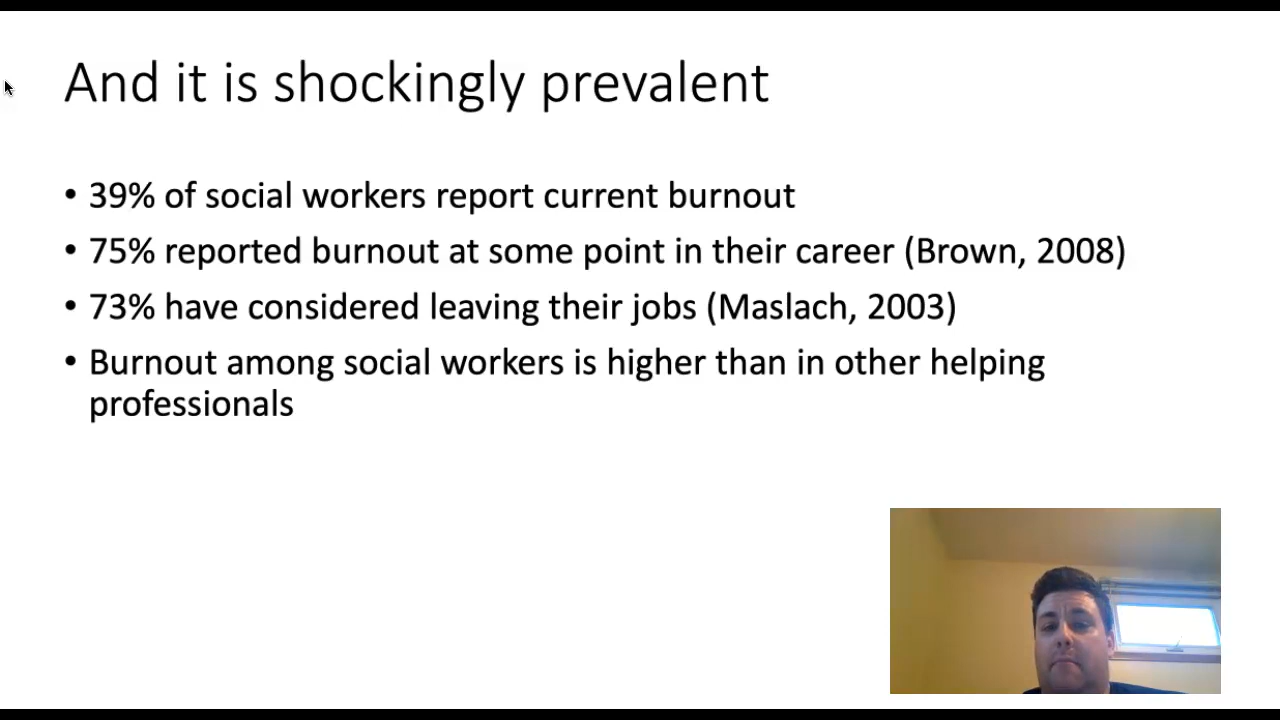 And it is shockingly prevalent
• 39% of social workers report current burnout
• 75% reported burnout at some point in their career (Brown, 2008)
• 73% have considered leaving their jobs (Maslach, 2003)
• Burnout among social workers is higher than in other helping
professionals